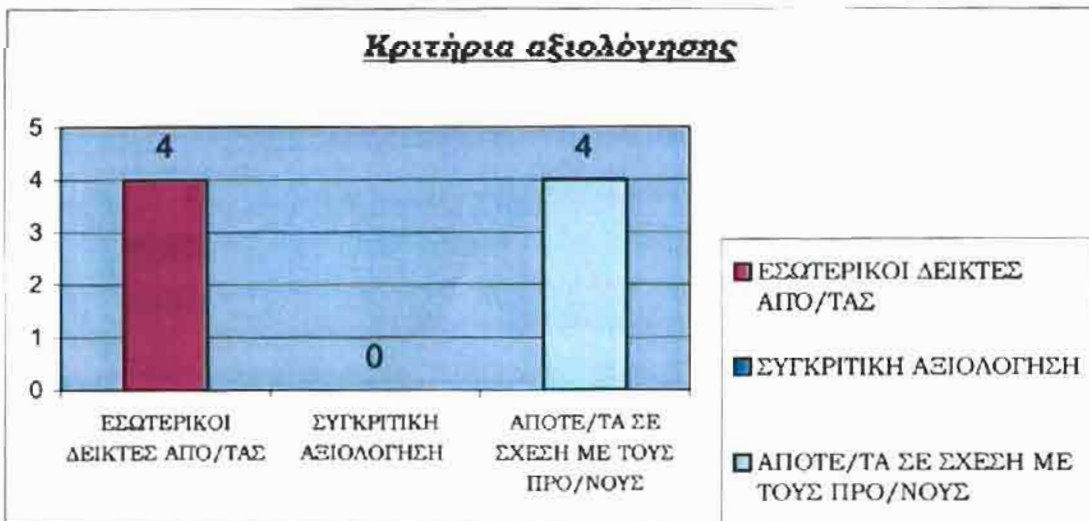 Κριτήρια αξιολόγησης
5
4
3
2
1
0
4
0
4
ΕΣΩΤΕΡΙΚΟΙ
ΔΕΙΚΤΕΣ ΑΠΟ/ΤΑΣ
ΣΥΓΚΡΙΤΙΚΗ
ΑΞΙΟΛΟΓΗΣΗ
ΑΠΟΤΕ/ΤΑ ΣΕ
ΣΧΕΣΗ ΜΕ ΤΟΥΣ
ΠΡΟ/ΝΟΥΣ
ΕΣΩΤΕΡΙΚΟΙ ΔΕΙΚΤΕΣ
ΑΠΟ/ΤΑΣ
ΣΥΓΚΡΙΤΙΚΗ ΑΞΙΟΛΟΓΗΣΗ
ΑΠΟΤΕ/ΤΑ ΣΕ ΣΧΕΣΗ ΜΕ
ΤΟΥΣ ΠΡΟ/ΝΟΥΣ